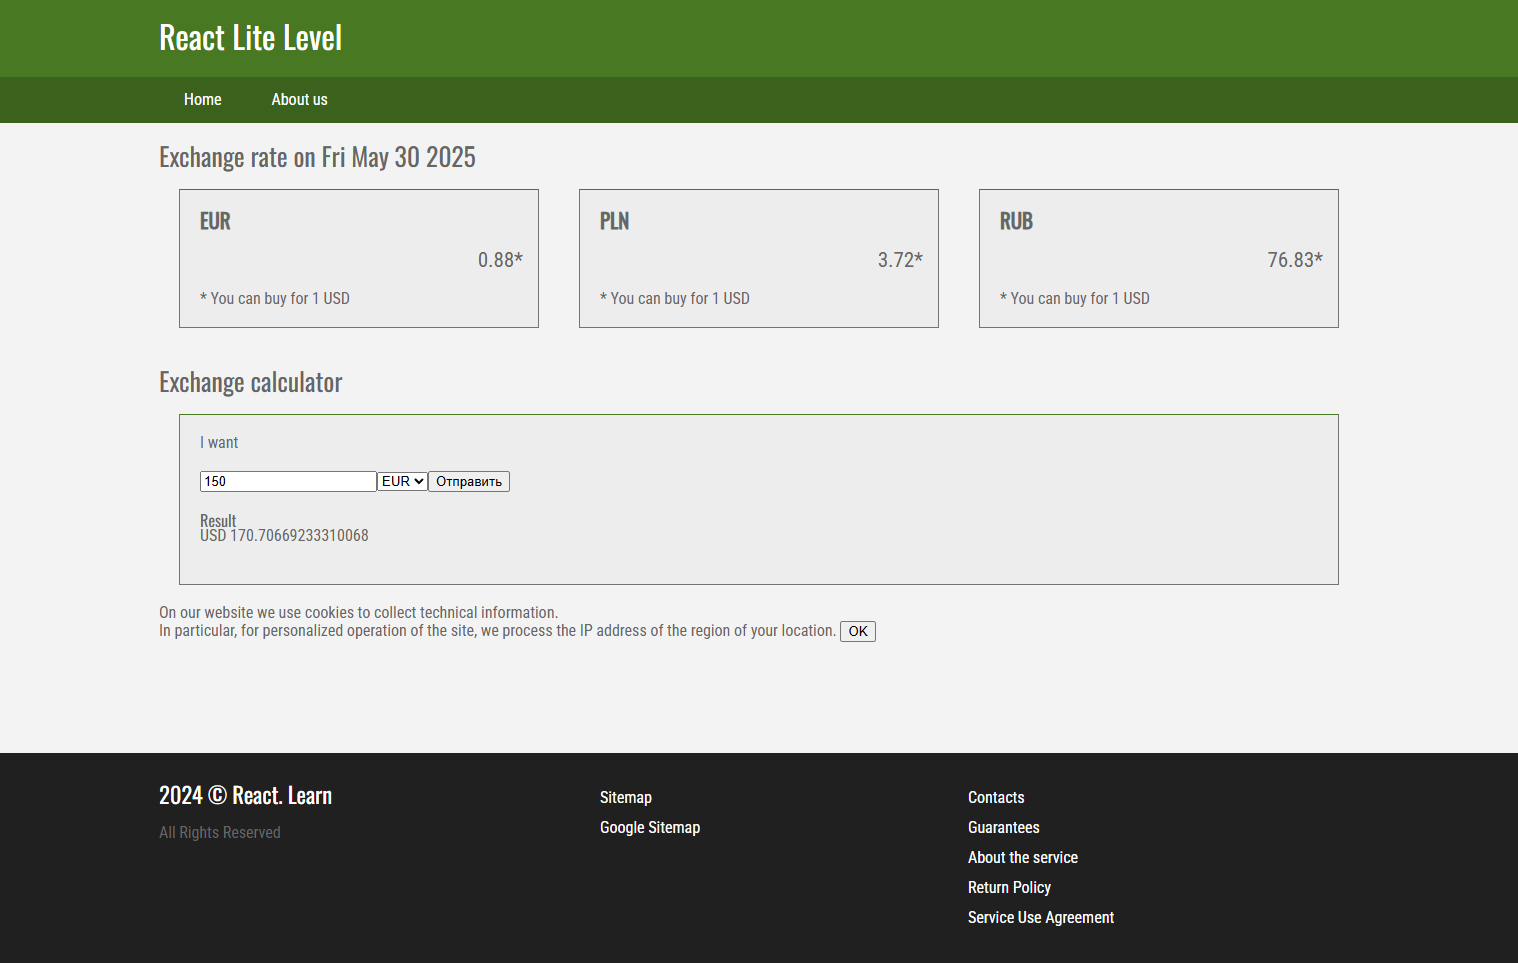 React Lite Level
Home About us
Exchange rate on Fri May 30 2025
EUR
0.88*
* You can buy for 1 USD
PLN
3.72*
* You can buy for 1 USD
RUB
76.83*
* You can buy for 1 USD
Exchange calculator
I want
150 EUR Отправить
Result
USD 170.70669233310068
On our website we use cookies to collect technical information.
In particular, for personalized operation of the site, we process the IP address of the region of your location. OK
2024 © React. Learn
All Rights Reserved
Sitemap
Google Sitemap
Contacts
Guarantees
About the service
Return Policy
Service Use Agreement